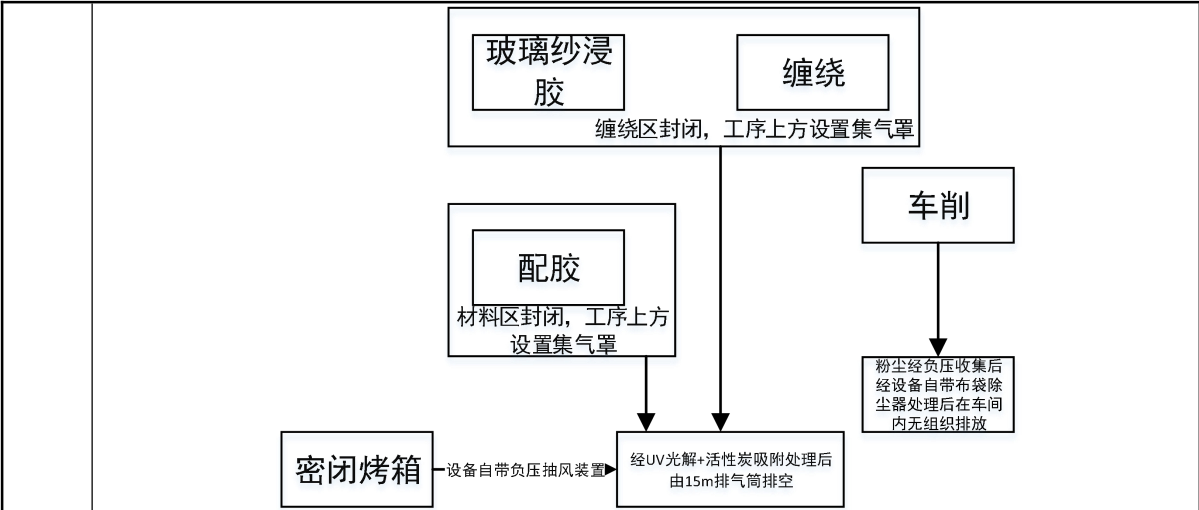 玻璃纱浸
胶
缠绕
缠绕区封闭，工序上方设置集气罩
车削
配胶
材料区封闭，工序上方
设置集气罩
粉尘经负压收集后
经设备自带布袋除
尘器处理后在车间
内无组织排放
密闭烤箱
设备自带负压抽风装置
经UV光解+活性炭吸附处理后
由15m排气筒排空